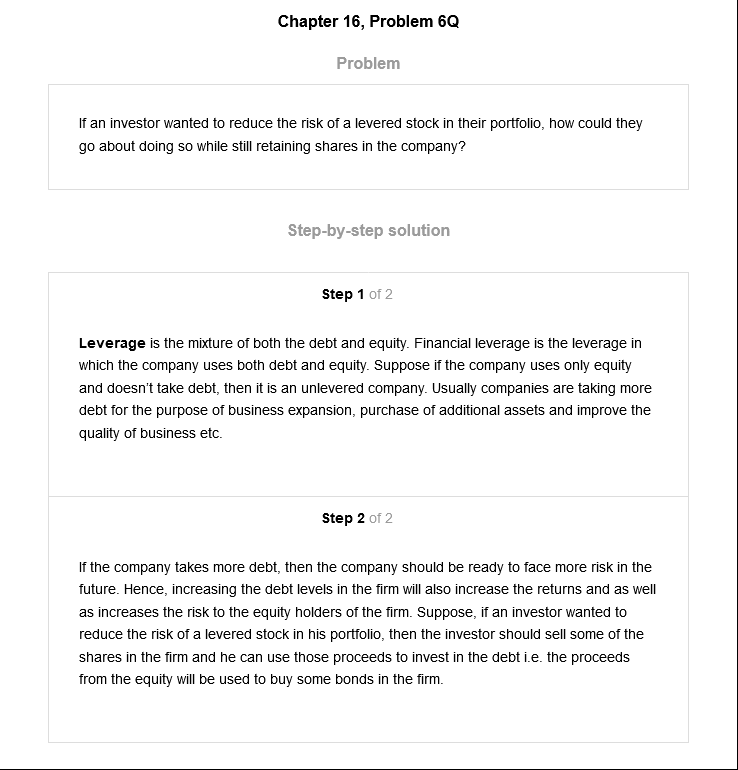 Chapter 16, Problem 6Q
Problem
If an investor wanted to reduce the risk of a levered stock in their portfolio, how could they
go about doing so while still retaining shares in the company?
Step-by-step solution
Step 1 of 2
Leverage is the mixture of both the debt and equity. Financial leverage is the leverage in
which the company uses both debt and equity. Suppose if the company uses only equity
and doesn't take debt, then it is an unlevered company. Usually companies are taking more
debt for the purpose of business expansion, purchase of additional assets and improve the
quality of business etc.
Step 2 of 2
If the company takes more debt, then the company should be ready to face more risk in the
future. Hence, increasing the debt levels in the firm will also increase the returns and as well
as increases the risk to the equity holders of the firm. Suppose, if an investor wanted to
reduce the risk of a levered stock in his portfolio, then the investor should sell some of the
shares in the firm and he can use those proceeds to invest in the debt i.e. the proceeds
from the equity will be used to buy some bonds in the firm.